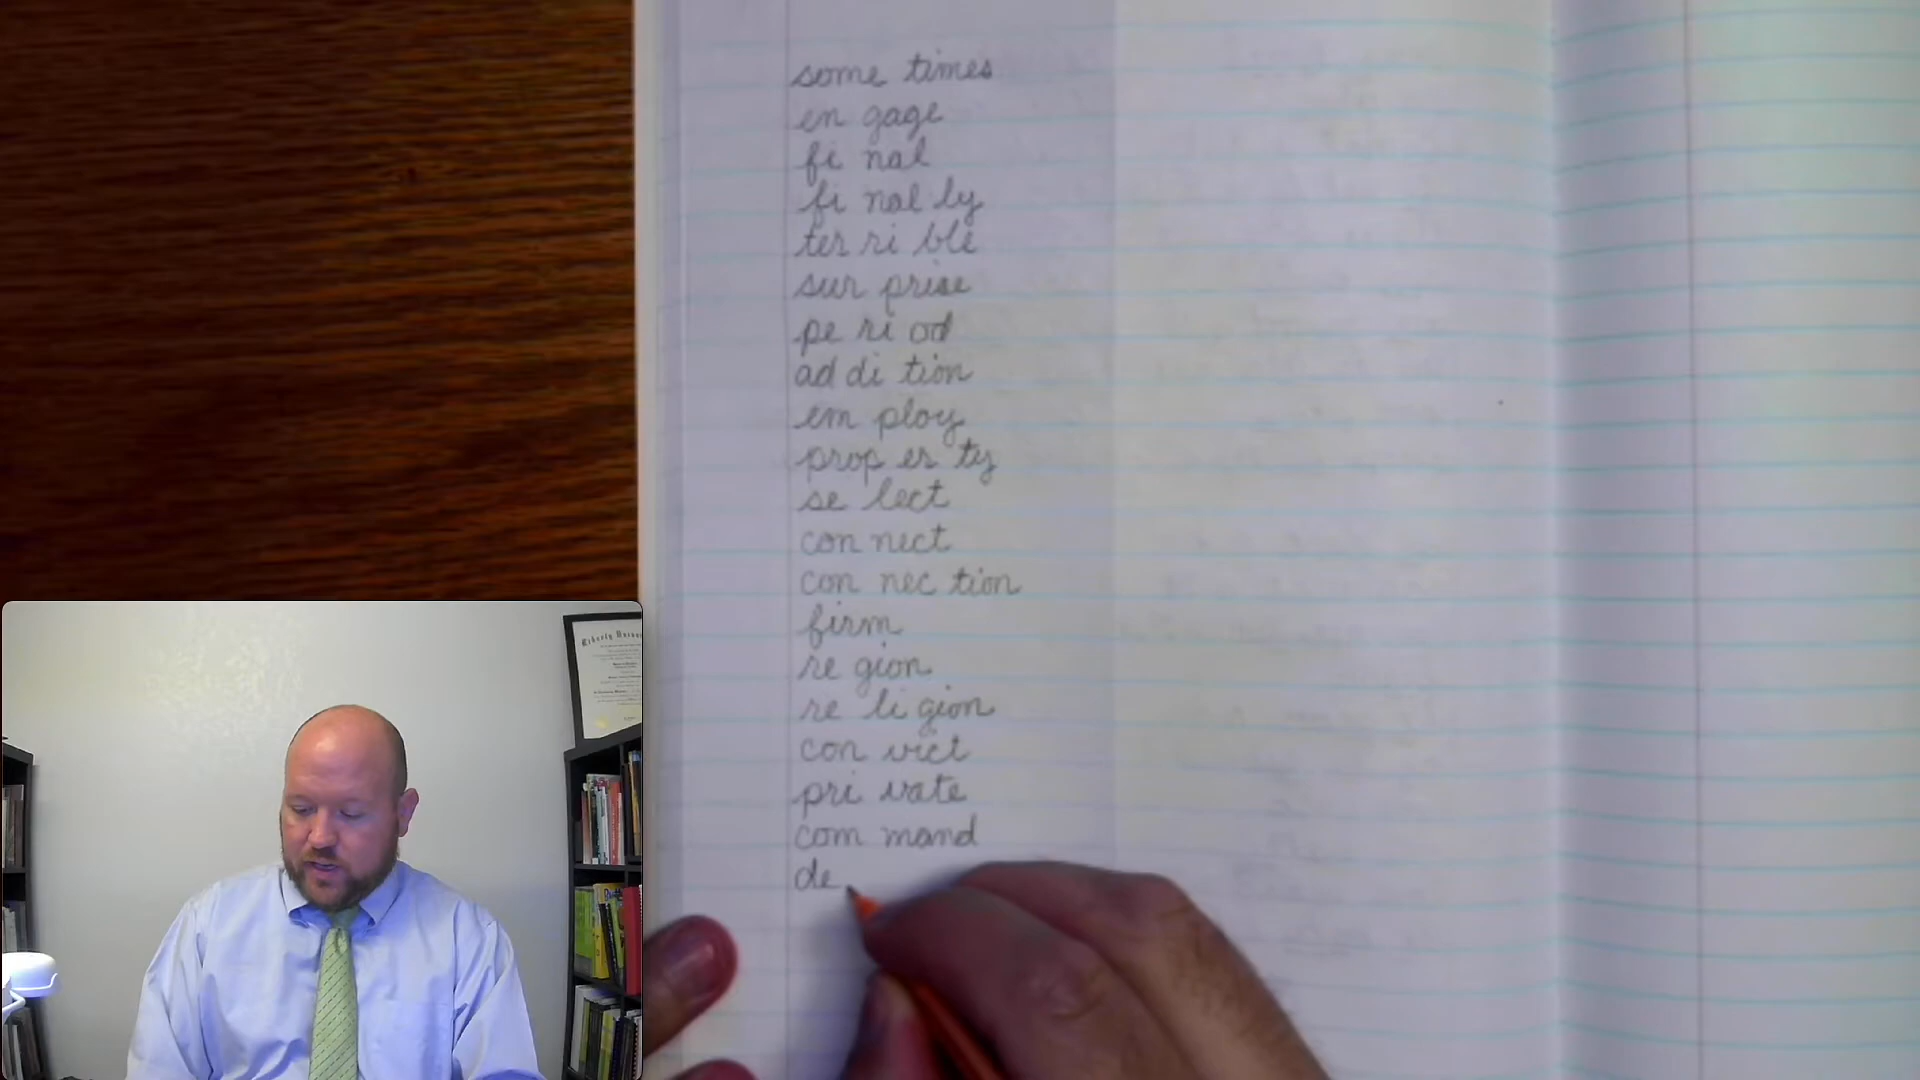 some times
en gage
fi nal
fi nal ly
ter ri ble
sur prise
pe ri od
ad di tion
em ploy
prop er ty
se lect
con nect
con nec tion
firm
re gion
re li gion
con vict
pri vate
com mand
de